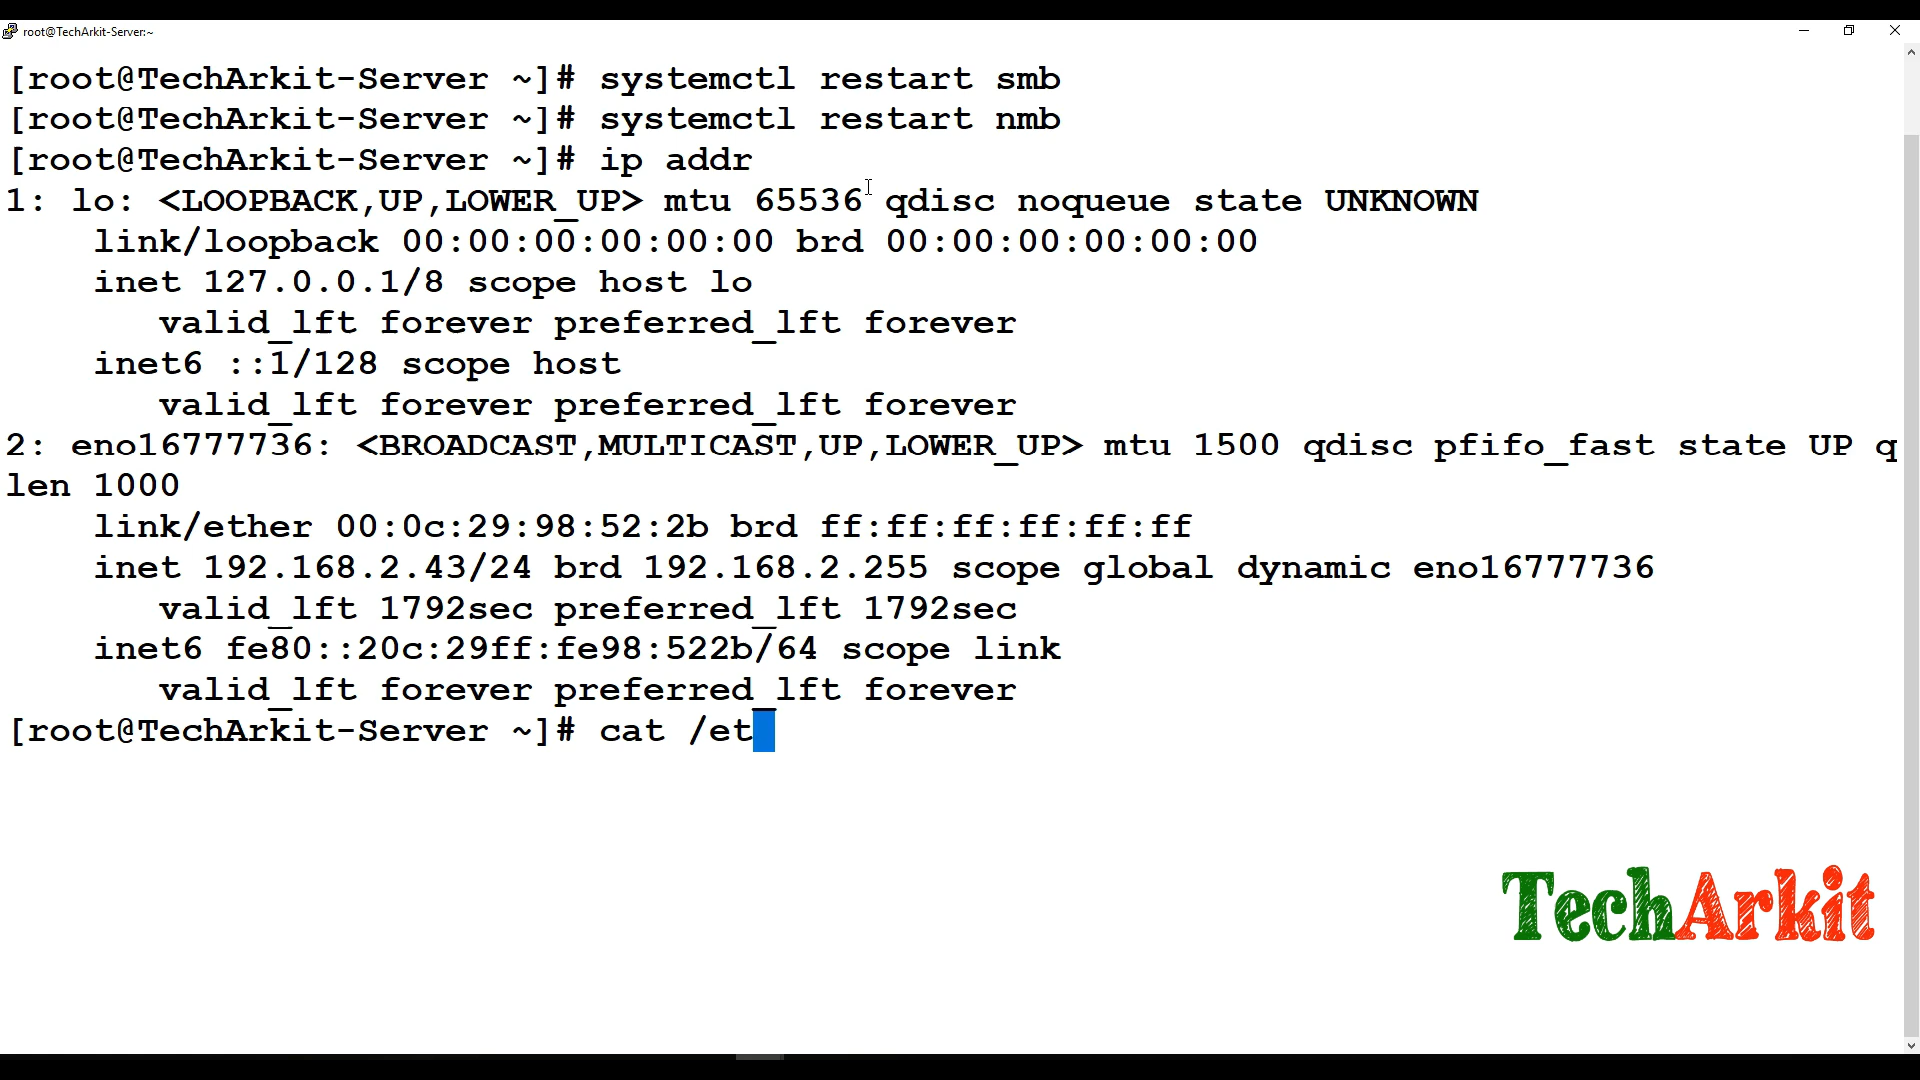 root@TechArkit-Server:~
[root@TechArkit-Server ~]# systemctl restart smb
[root@TechArkit-Server ~]# systemctl restart nmb
[root@TechArkit-Server ~]# ip addr
1: lo: <LOOPBACK,UP,LOWER_UP> mtu 65536 qdisc noqueue state UNKNOWN
    link/loopback 00:00:00:00:00:00 brd 00:00:00:00:00:00
    inet 127.0.0.1/8 scope host lo
       valid_lft forever preferred_lft forever
    inet6 ::1/128 scope host
       valid_lft forever preferred_lft forever
2: eno16777736: <BROADCAST,MULTICAST,UP,LOWER_UP> mtu 1500 qdisc pfifo_fast state UP q
len 1000
    link/ether 00:0c:29:98:52:2b brd ff:ff:ff:ff:ff:ff
    inet 192.168.2.43/24 brd 192.168.2.255 scope global dynamic eno16777736
       valid_lft 1792sec preferred_lft 1792sec
    inet6 fe80::20c:29ff:fe98:522b/64 scope link
       valid_lft forever preferred_lft forever
[root@TechArkit-Server ~]# cat /et
TechArkit